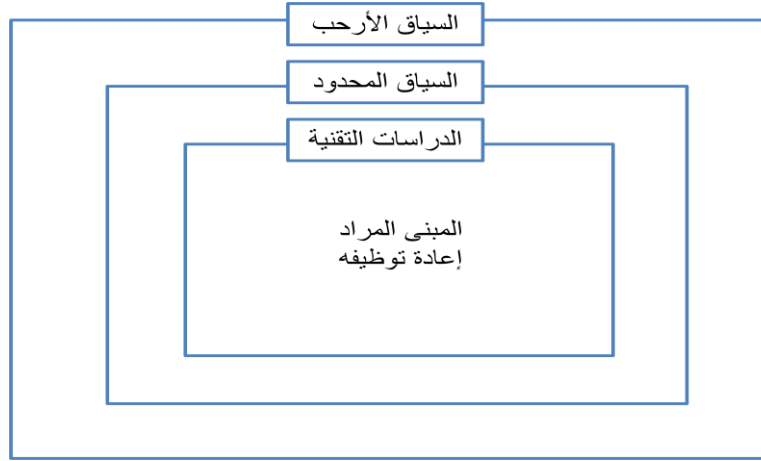 السياق الأرحب
السياق المحدود
الدراسات التقنية
المبنى المراد
إعادة توظيفه